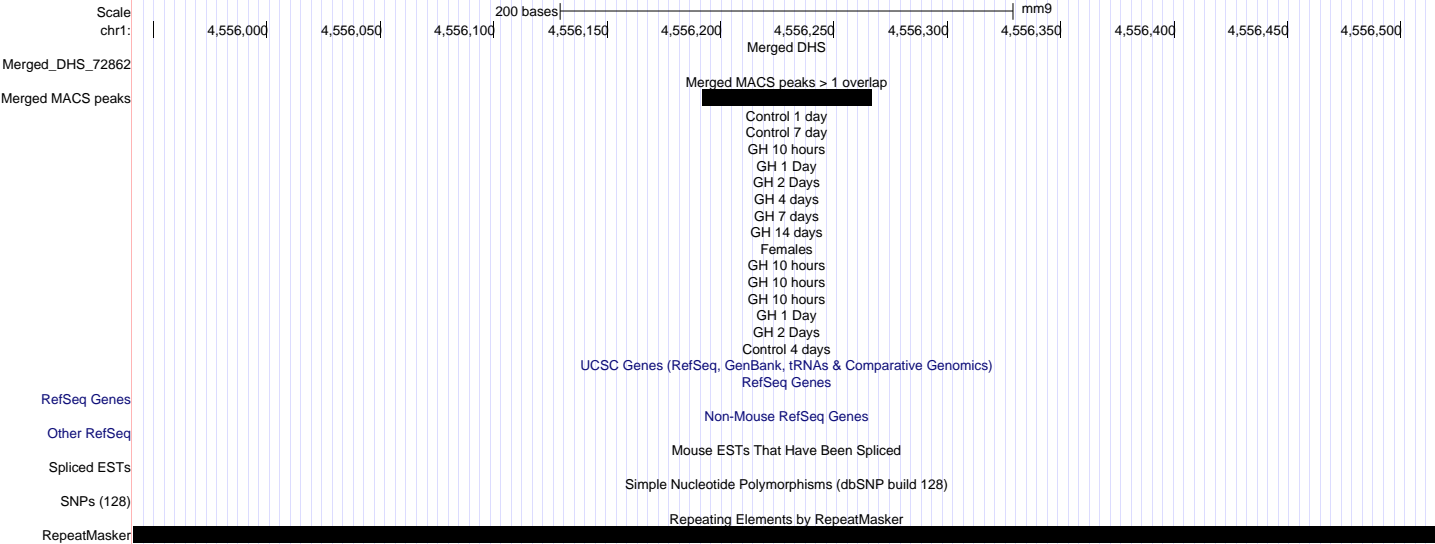 Scale 200 bases mm9
chr1: 4,556,000 4,556,050 4,556,100 4,556,150 4,556,200 4,556,250 4,556,300 4,556,350 4,556,400 4,556,450 4,556,500
Merged DHS
Merged_DHS_72862
Merged MACS peaks > 1 overlap
Merged MACS peaks
Control 1 day
Control 7 day
GH 10 hours
GH 1 Day
GH 2 Days
GH 4 days
GH 7 days
GH 14 days
Females
GH 10 hours
GH 10 hours
GH 10 hours
GH 1 Day
GH 2 Days
Control 4 days
UCSC Genes (RefSeq, GenBank, tRNAs & Comparative Genomics)
RefSeq Genes
RefSeq Genes
Non-Mouse RefSeq Genes
Other RefSeq
Mouse ESTs That Have Been Spliced
Spliced ESTs
Simple Nucleotide Polymorphisms (dbSNP build 128)
SNPs (128)
Repeating Elements by RepeatMasker
RepeatMasker